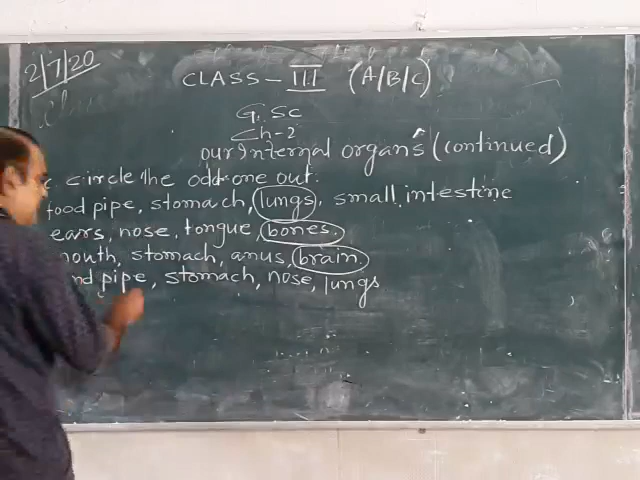 2/7/20
CLASS - III (A/B/C)
G. Sc
Ch-2
Our Internal organs (continued)
c. circle the odd one out.
food pipe, stomach, lungs, small intestine
ears, nose, tongue, bones.
mouth, stomach, anus, brain.
pipe, stomach, nose, lungs